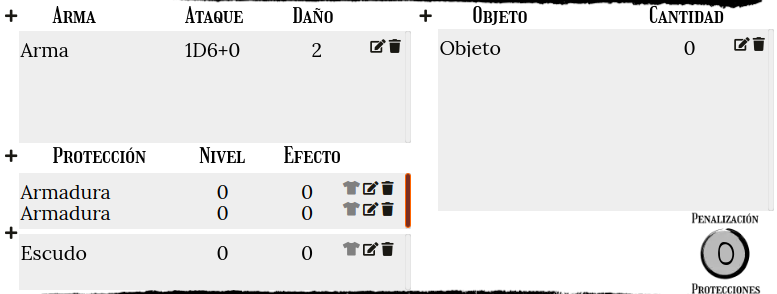 + Arma Ataque Daño
Arma 1D6+0 2
+ Protección Nivel Efecto
Armadura 0 0
Armadura 0 0
+
Escudo 0 0
+ Objeto Cantidad
Objeto 0
Penalización
0
Protecciones